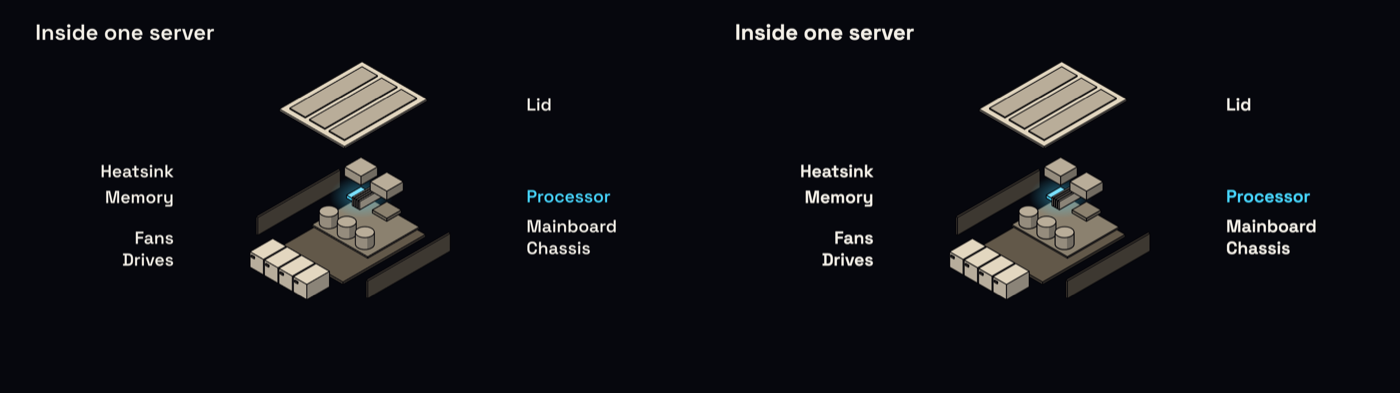 Inside one server
Lid
Heatsink
Memory
Processor
Mainboard
Fans
Chassis
Drives
Inside one server
Lid
Heatsink
Memory
Processor
Mainboard
Fans
Chassis
Drives